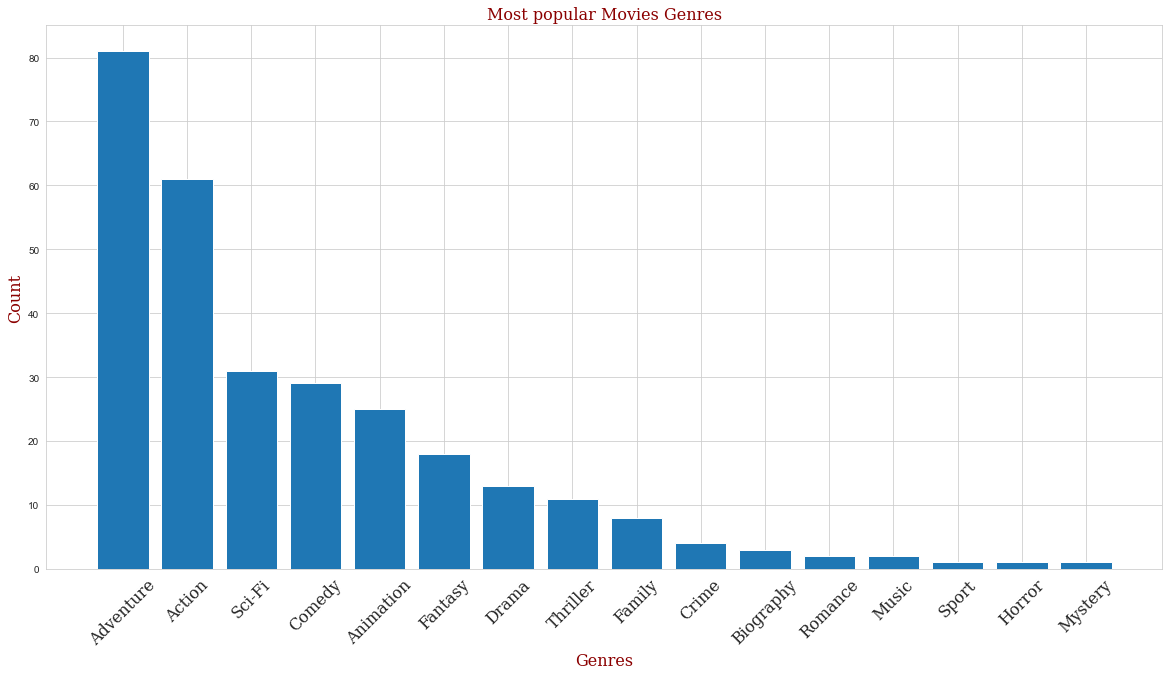 Most popular Movies Genres
80
70
60
50
40
30
20
10
0
Count
Adventure
Action
Sci-Fi
Comedy
Animation
Fantasy
Drama
Thriller
Family
Crime
Biography
Romance
Music
Sport
Horror
Mystery
Genres